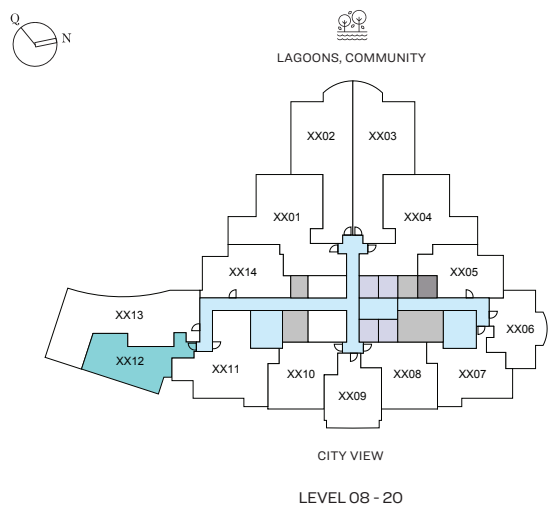 Q
N
LAGOONS, COMMUNITY
XX02
XX03
XX01
XX04
XX14
XX05
XX13
XX06
XX12
XX11
XX10
XX08
XX07
XX09
CITY VIEW
LEVEL 08 - 20